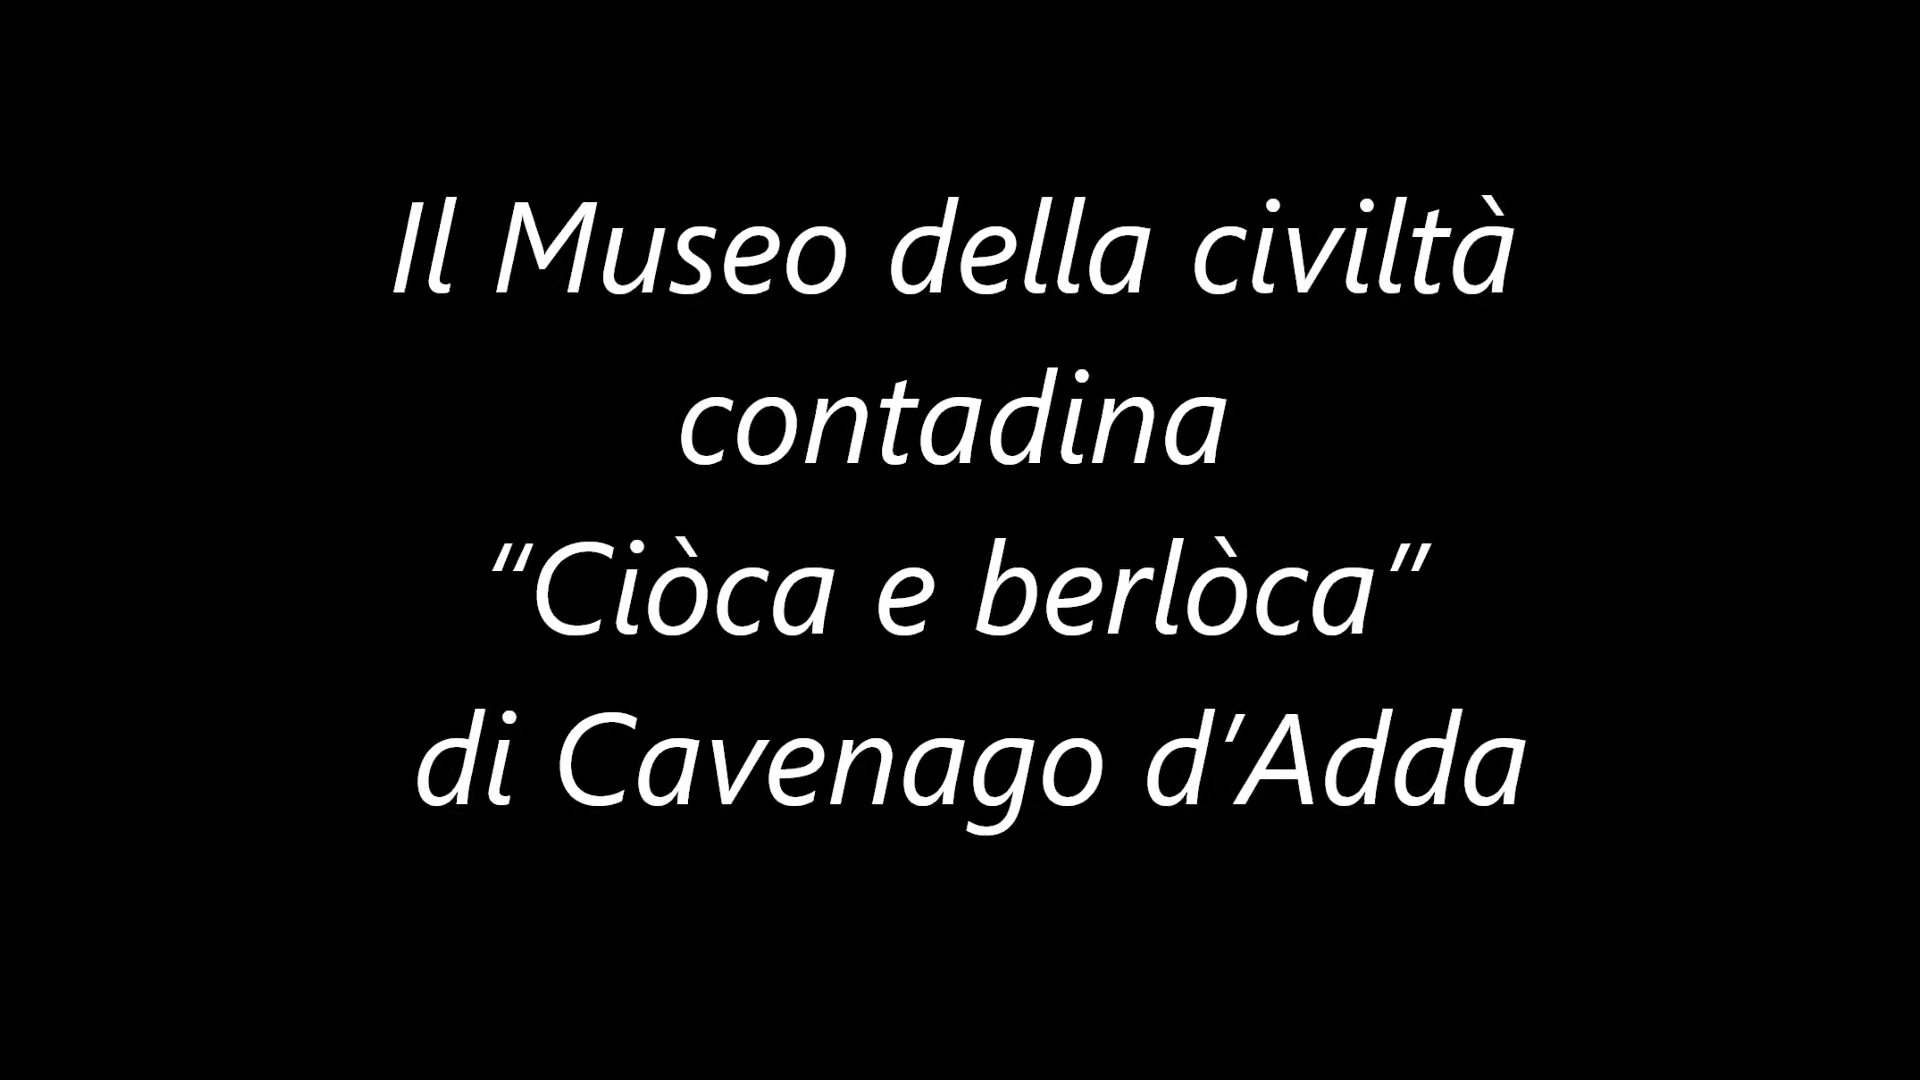 Il Museo della civiltà
contadina
“Ciòca e berlòca”
di Cavenago d’Adda